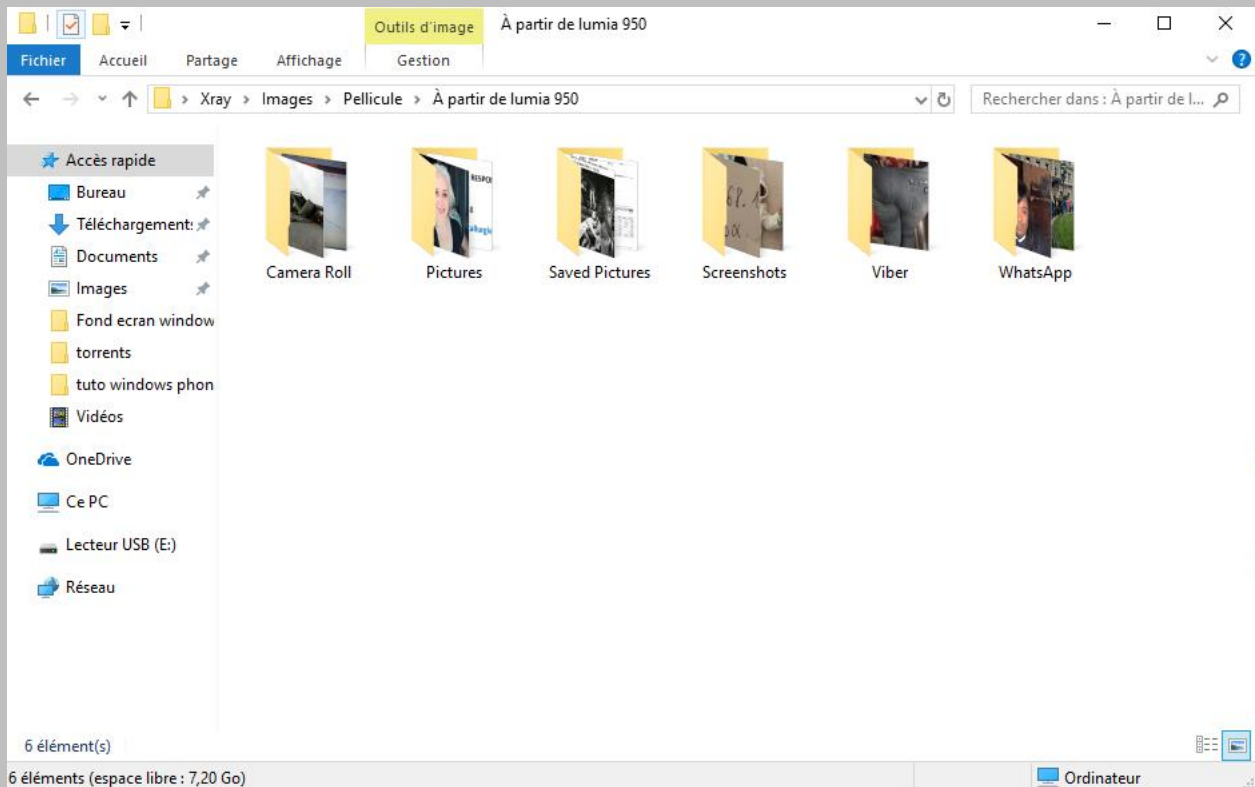 Outils d'image À partir de lumia 950
Fichier Accueil Partage Affichage Gestion
Xray Images Pellicule À partir de lumia 950 Rechercher dans : À partir de l...
Accès rapide
Bureau
Téléchargements
Documents
Images
Fond ecran window
torrents
tuto windows phon
Vidéos
OneDrive
Ce PC
Lecteur USB (E:)
Réseau
Camera Roll Pictures Saved Pictures Screenshots Viber WhatsApp
6 élément(s)
6 éléments (espace libre : 7,20 Go) Ordinateur